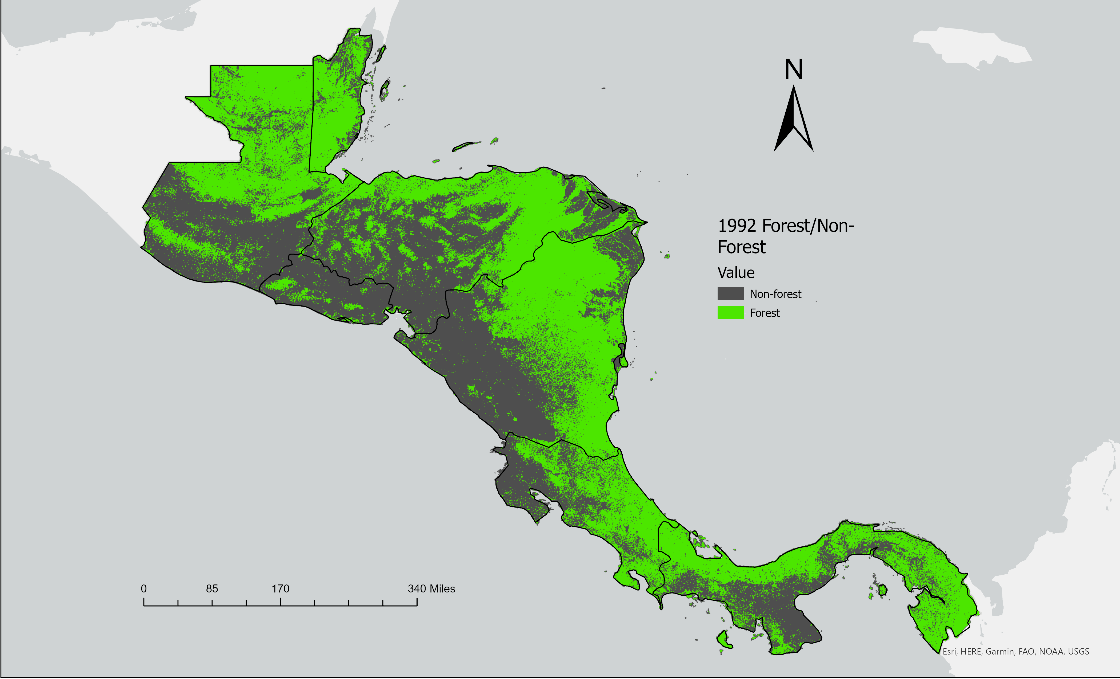 N
1992 Forest/Non-
Forest
Value
Non-forest
Forest
0 85 170 340 Miles
Esri, HERE, Garmin, FAO, NOAA, USGS